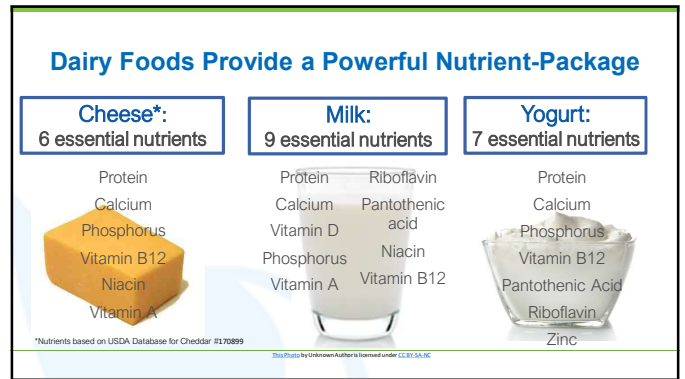 Dairy Foods Provide a Powerful Nutrient-Package
Cheese*:
6 essential nutrients
Protein
Calcium
Phosphorus
Vitamin B12
Niacin
Vitamin A
Milk:
9 essential nutrients
Protein
Calcium
Vitamin D
Phosphorus
Vitamin A
Riboflavin
Pantothenic
acid
Niacin
Vitamin B12
Yogurt:
7 essential nutrients
Protein
Calcium
Phosphorus
Vitamin B12
Pantothenic Acid
Riboflavin
Zinc
*Nutrients based on USDA Database for Cheddar #170899
This Photo by Unknown Author is licensed under CC BY-SA-NC